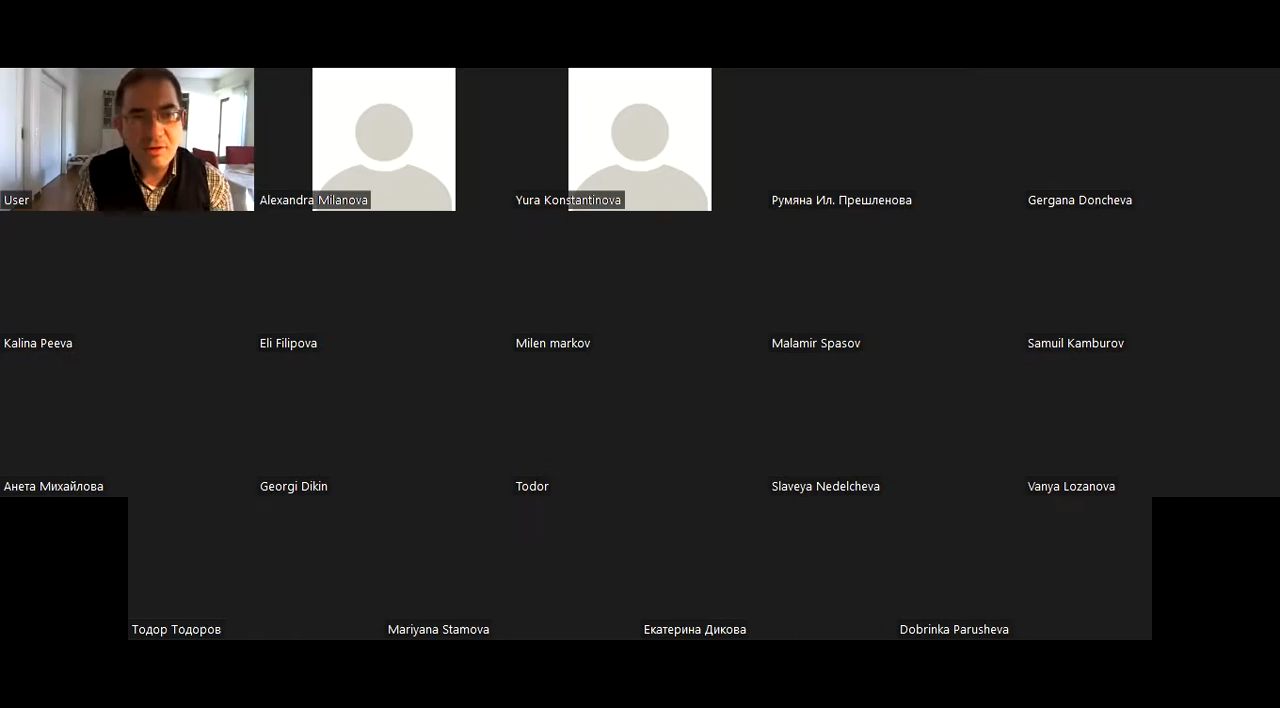 User
Alexandra Milanova
Yura Konstantinova
Румяна Ил. Прешленова
Gergana Doncheva
Kalina Peeva
Eli Filipova
Milen markov
Malamir Spasov
Samuil Kamburov
Анета Михайлова
Georgi Dikin
Todor
Slaveya Nedelcheva
Vanya Lozanova
Тодор Тодоров
Mariyana Stamova
Екатерина Дикова
Dobrinka Parusheva